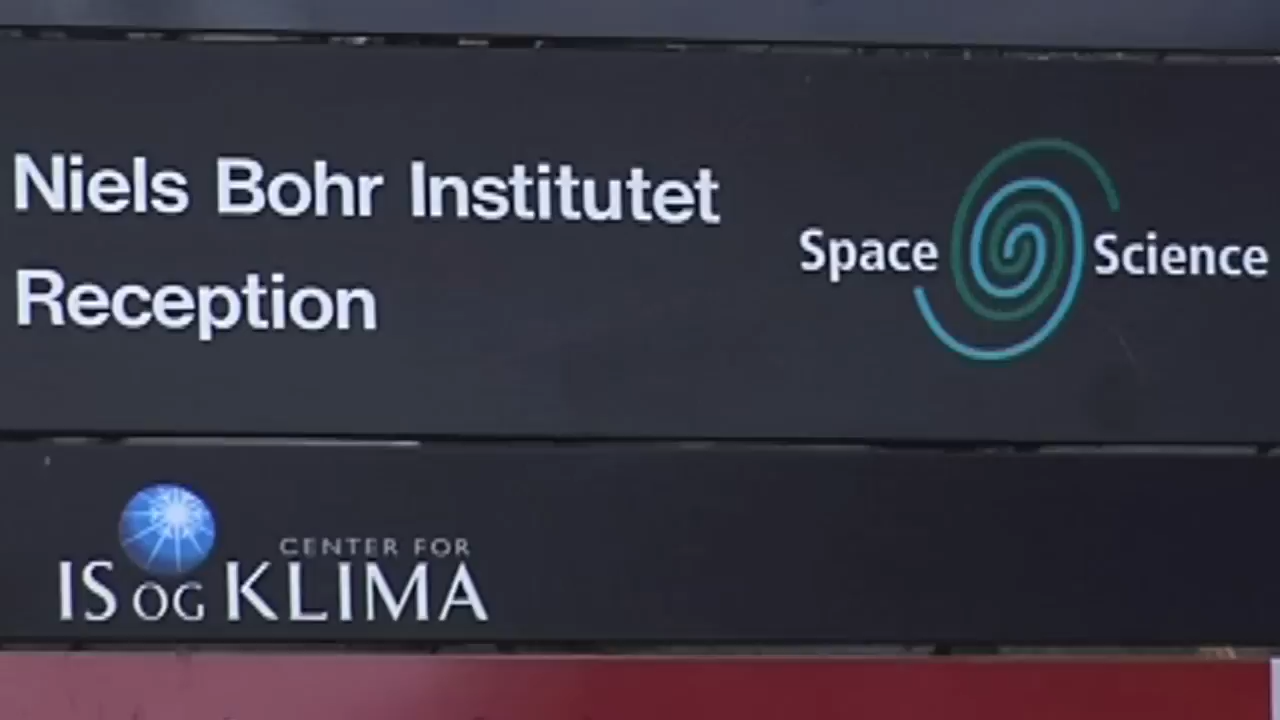 Niels Bohr Institutet
Reception
Space Science
CENTER FOR
IS OG KLIMA